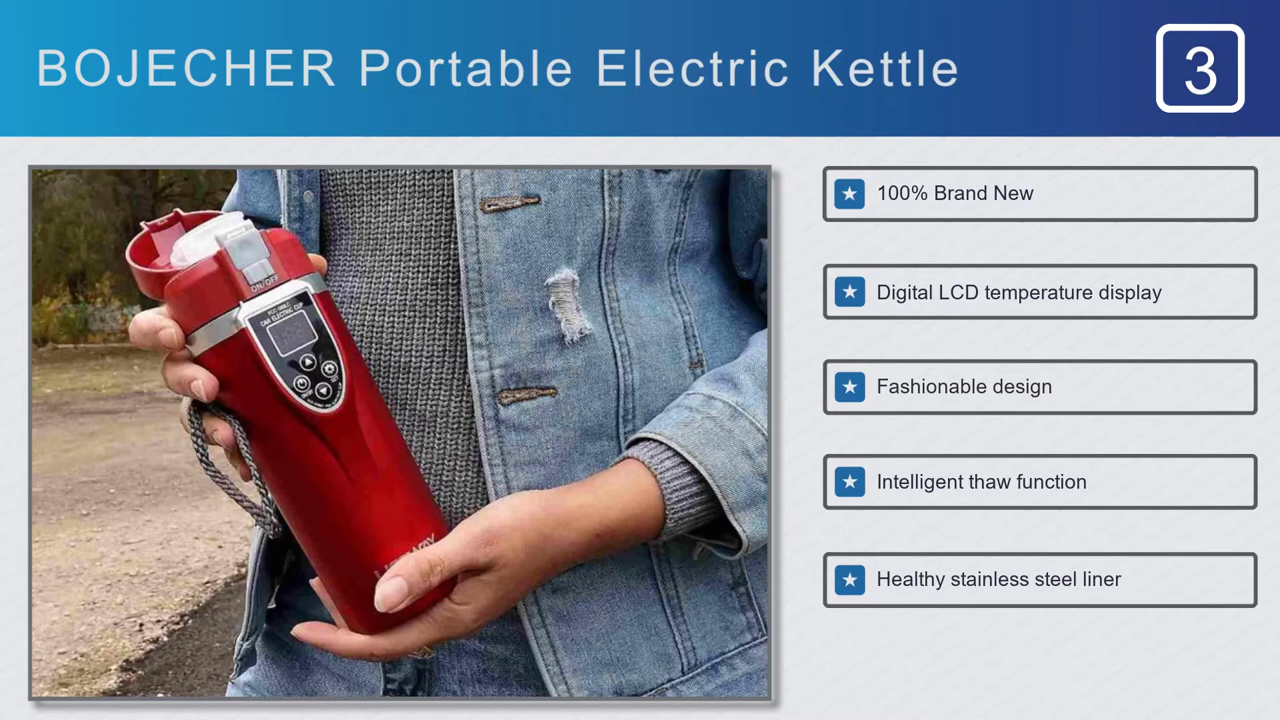 BOJECHER Portable Electric Kettle
3
100% Brand New
Digital LCD temperature display
Fashionable design
Intelligent thaw function
Healthy stainless steel liner
ON/OFF
CAR ELECTRIC CUP